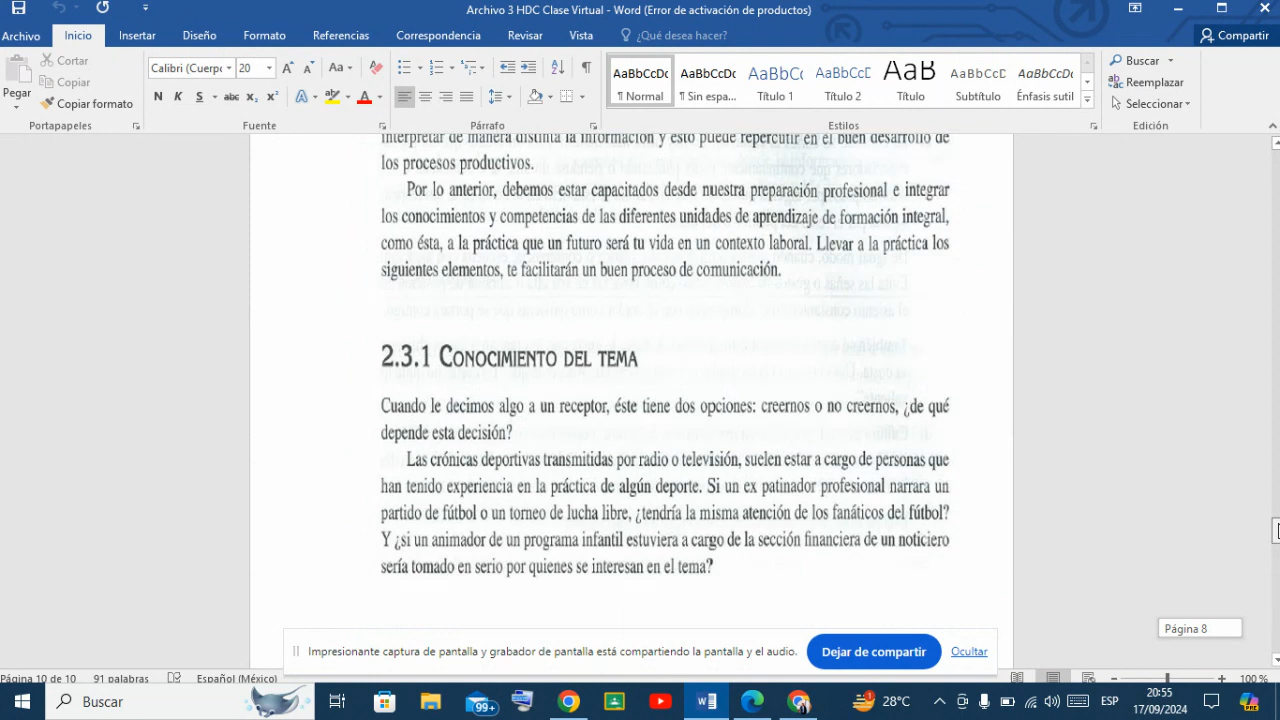 Archivo 3 HDC Clase Virtual - Word (Error de activación de productos)
Archivo Inicio Insertar Diseño Formato Referencias Correspondencia Revisar Vista ¿Qué desea hacer? Compartir
Pegar
Cortar
Copiar
Copiar formato
Portapapeles
Calibri (Cuerpo 20 Aa
N K S abc x₂ x² A ab A
Fuente
Párrafo
AaBbCcDc AaBbCcDc AaBbCc AaBbCcD AaB AaBbCcD AaBbCcDc
¶ Normal ¶ Sin espa... Título 1 Título 2 Título Subtítulo Énfasis sutil
Estilos
Buscar
Reemplazar
Seleccionar
Edición
interpretar de manera distinta la información y esto puede repercutir en el buen desarrollo de
los procesos productivos.
Por lo anterior, debemos estar capacitados desde nuestra preparación profesional e integrar
los conocimientos y competencias de las diferentes unidades de aprendizaje de formación integral,
como ésta, a la práctica que un futuro será tu vida en un contexto laboral. Llevar a la práctica los
siguientes elementos, te facilitarán un buen proceso de comunicación.
2.3.1 CONOCIMIENTO DEL TEMA
Cuando le decimos algo a un receptor, éste tiene dos opciones: creernos o no creernos, ¿de qué
depende esta decisión?
Las crónicas deportivas transmitidas por radio o televisión, suelen estar a cargo de personas que
han tenido experiencia en la práctica de algún deporte. Si un ex patinador profesional narrara un
partido de fútbol o un torneo de lucha libre, ¿tendría la misma atención de los fanáticos del fútbol?
Y ¿si un animador de un programa infantil estuviera a cargo de la sección financiera de un noticiero
sería tomado en serio por quienes se interesan en el tema?
Página 8
Impresionante captura de pantalla y grabador de pantalla está compartiendo la pantalla y el audio. Dejar de compartir Ocultar
Página 10 de 10 91 palabras Español (México) 100 %
Buscar 99+ 1 28°C ESP 20:55
17/09/2024